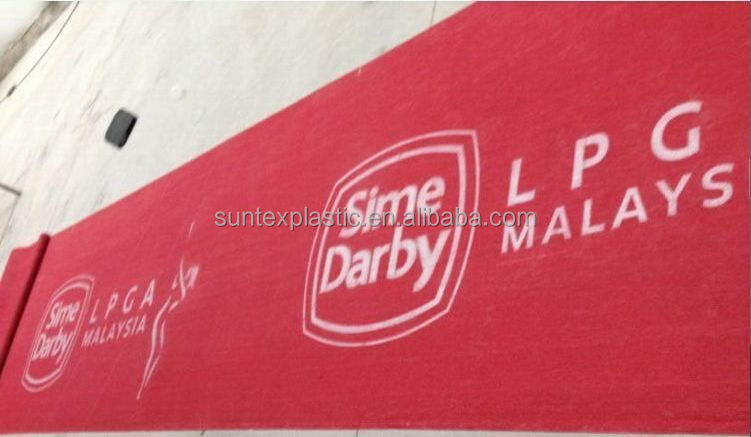 Sime
Darby
L P G
MALAYS
suntexplastic.en.alibaba.com
Sime
Darby
L P G A
MALAYSIA